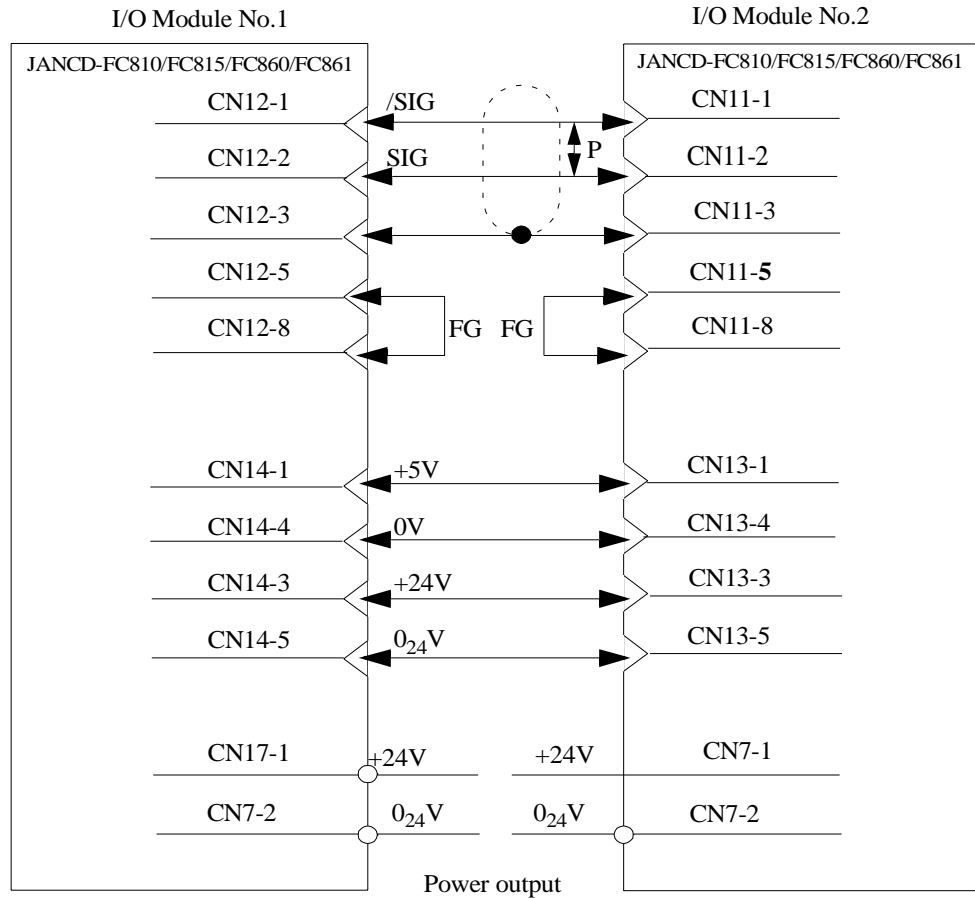 I/O Module No.1
I/O Module No.2
JANCD-FC810/FC815/FC860/FC861
JANCD-FC810/FC815/FC860/FC861
CN12-1
/SIG
CN11-1
P
CN12-2
SIG
CN11-2
CN12-3
CN11-3
CN12-5
CN11-5
FG
FG
CN12-8
CN11-8
CN14-1
+5V
CN13-1
CN14-4
0V
CN13-4
CN14-3
+24V
CN13-3
CN14-5
024V
CN13-5
CN17-1
+24V
+24V
CN7-1
CN7-2
024V
024V
CN7-2
Power output